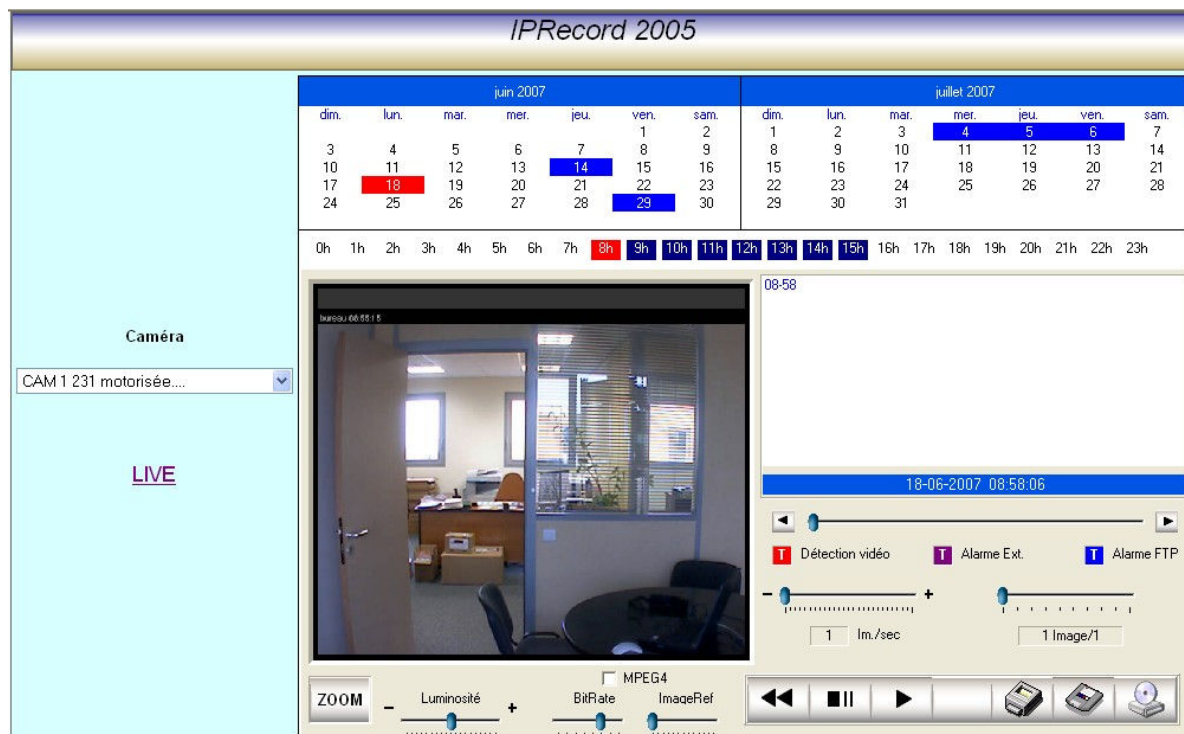 IPRecord 2005
juin 2007
dim. lun. mar. mer. jeu. ven. sam.
1 2
3 4 5 6 7 8 9
10 11 12 13 14 15 16
17 18 19 20 21 22 23
24 25 26 27 28 29 30
juillet 2007
dim. lun. mar. mer. jeu. ven. sam.
1 2 3 4 5 6 7
8 9 10 11 12 13 14
15 16 17 18 19 20 21
22 23 24 25 26 27 28
29 30 31
0h 1h 2h 3h 4h 5h 6h 7h 8h 9h 10h 11h 12h 13h 14h 15h 16h 17h 18h 19h 20h 21h 22h 23h
Caméra
CAM 1 231 motorisée....
LIVE
bureau
08-58
18-06-2007 08:58:06
T Détection vidéo T Alarme Ext. T Alarme FTP
- +
1 Im./sec 1 Image/1
MPEG4
ZOOM - Luminosité + BitRate ImageRef